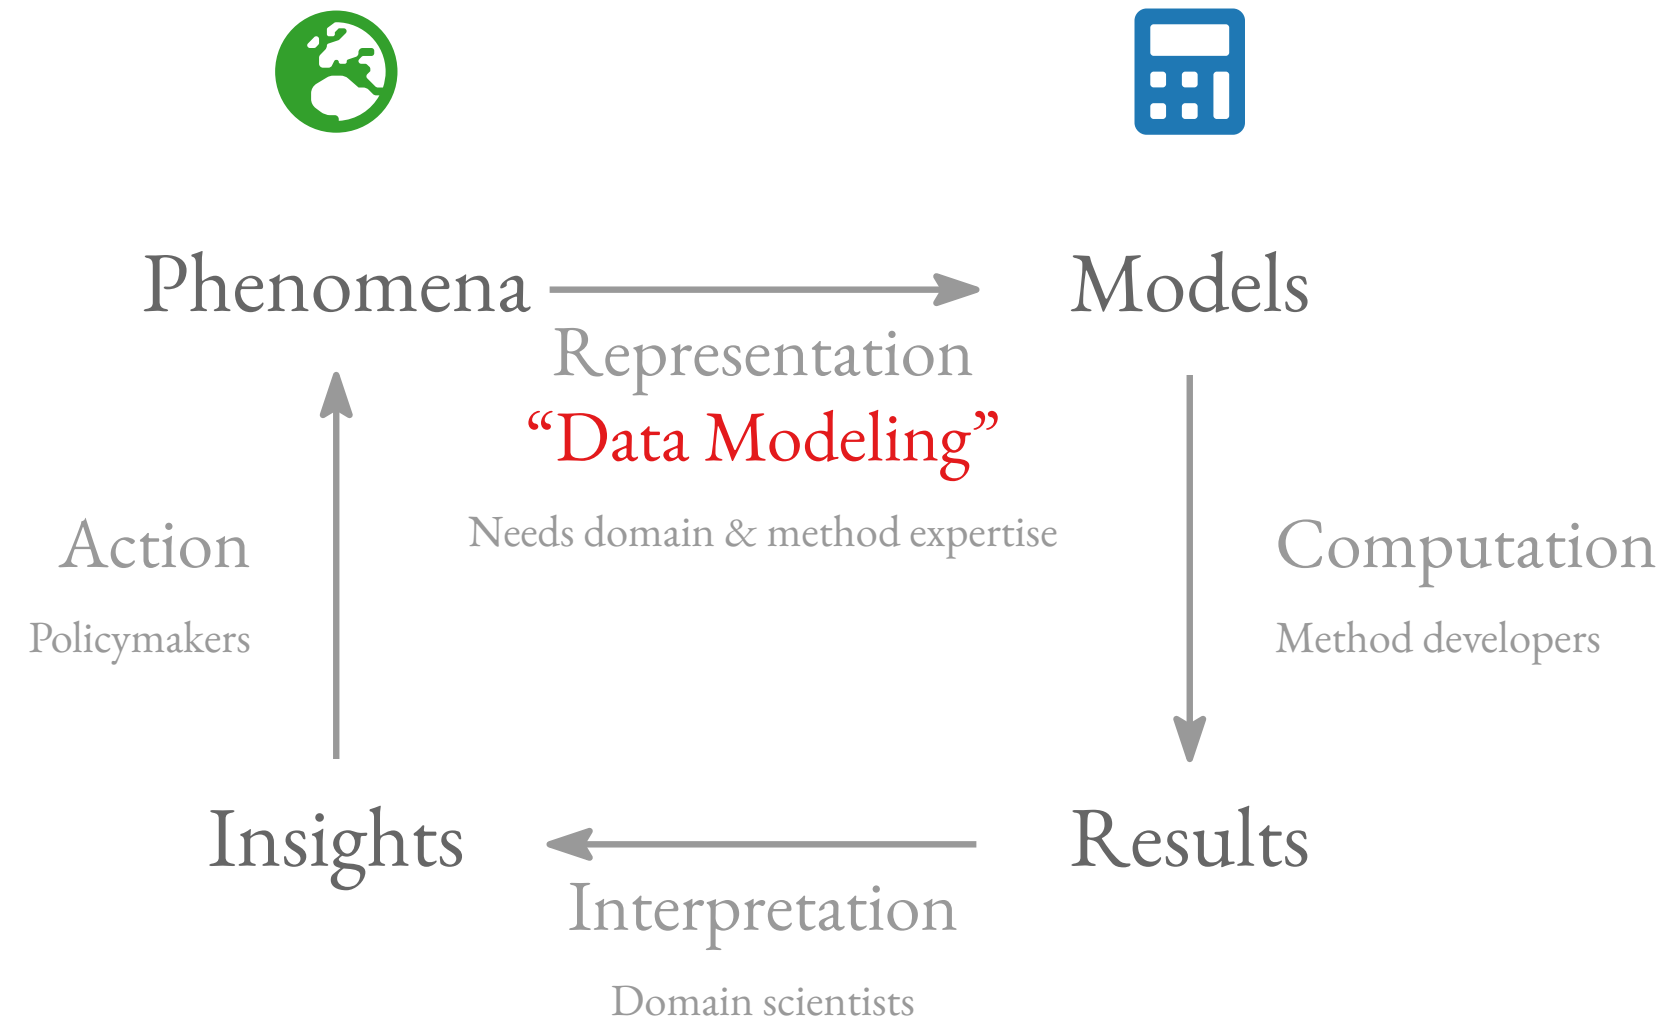 Phenomena
Models
Representation
“Data Modeling”
Needs domain & method expertise
Action
Policymakers
Computation
Method developers
Insights
Results
Interpretation
Domain scientists